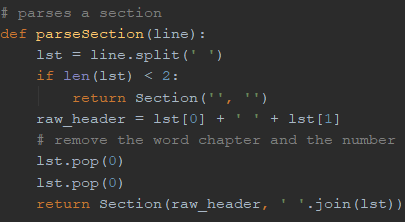 # parses a section
def parseSection(line):
    lst = line.split(' ')
    if len(lst) < 2:
        return Section('', '')
    raw_header = lst[0] + ' ' + lst[1]
    # remove the word chapter and the number
    lst.pop(0)
    lst.pop(0)
    return Section(raw_header, ' '.join(lst))